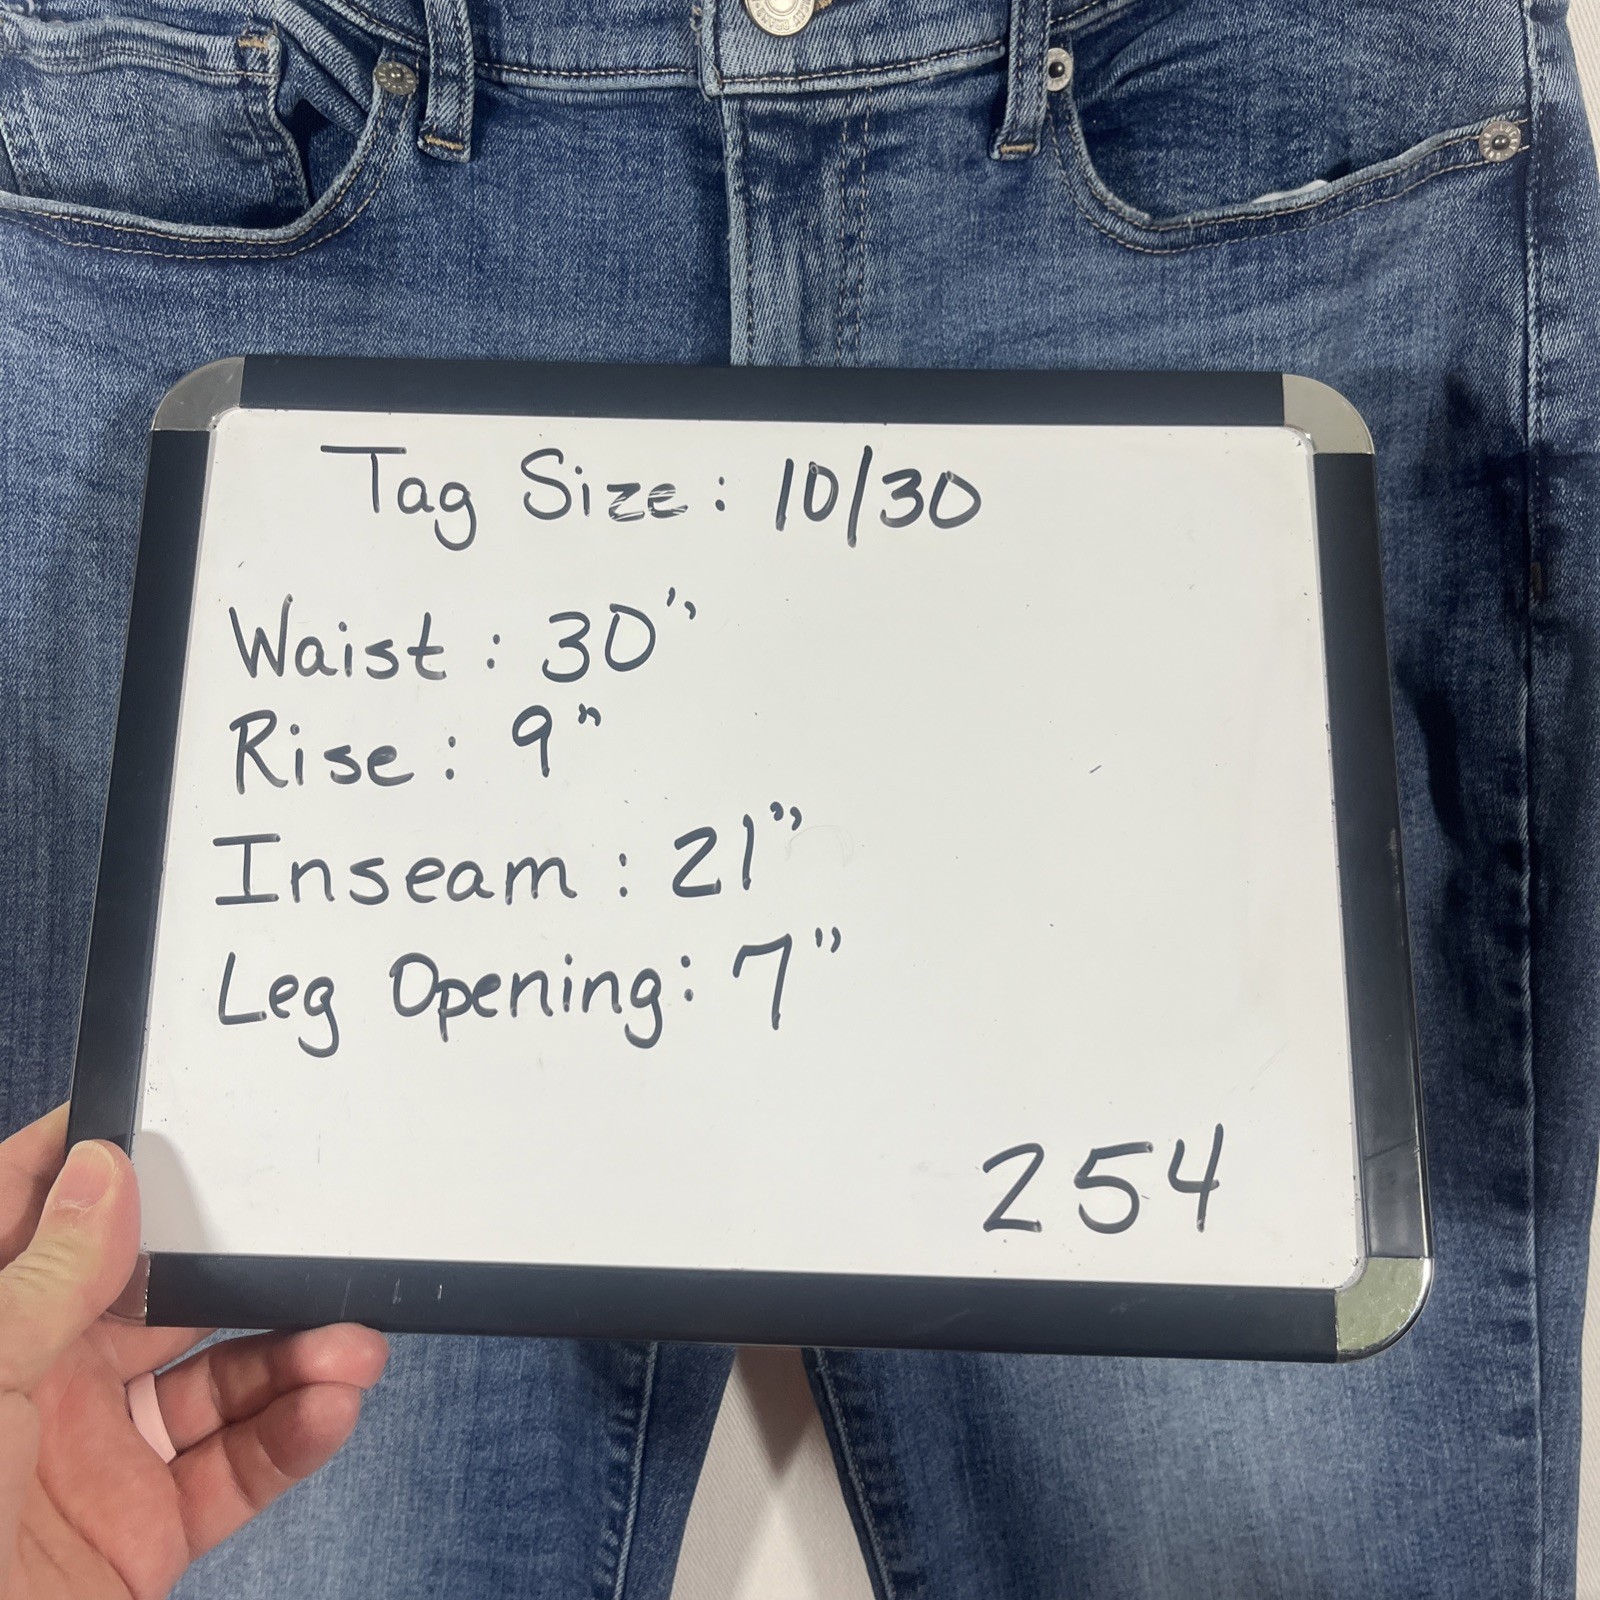 Tag Size: 10/30
Waist: 30"
Rise: 9"
Inseam: 21"
Leg Opening: 7"
254